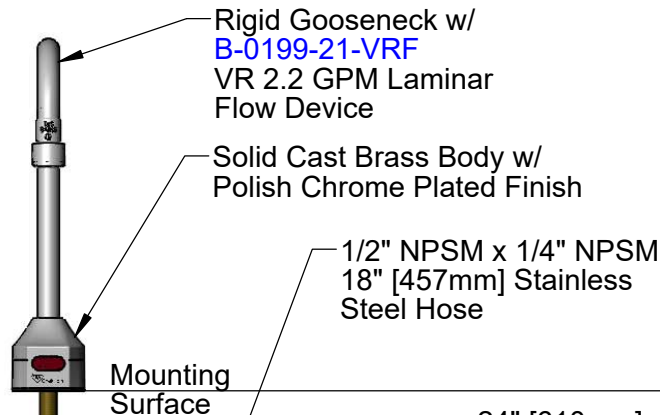 Rigid Gooseneck w/
B-0199-21-VRF
VR 2.2 GPM Laminar
Flow Device
Solid Cast Brass Body w/
Polish Chrome Plated Finish
1/2" NPSM x 1/4" NPSM
18" [457mm] Stainless
Steel Hose
Mounting
Surface